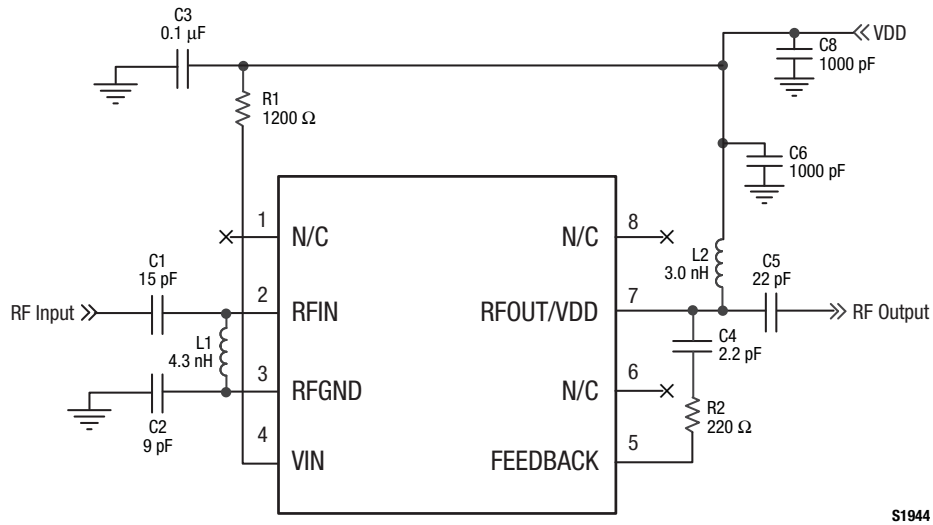 C3
0.1 µF
VDD
C8
1000 pF
R1
1200 Ω
C6
1000 pF
1
N/C
8
N/C
L2
3.0 nH
C5
22 pF
C1
15 pF
RF Input
2
RFIN
7
RFOUT/VDD
RF Output
L1
4.3 nH
C4
2.2 pF
3
RFGND
6
N/C
C2
9 pF
R2
220 Ω
4
VIN
5
FEEDBACK
S1944